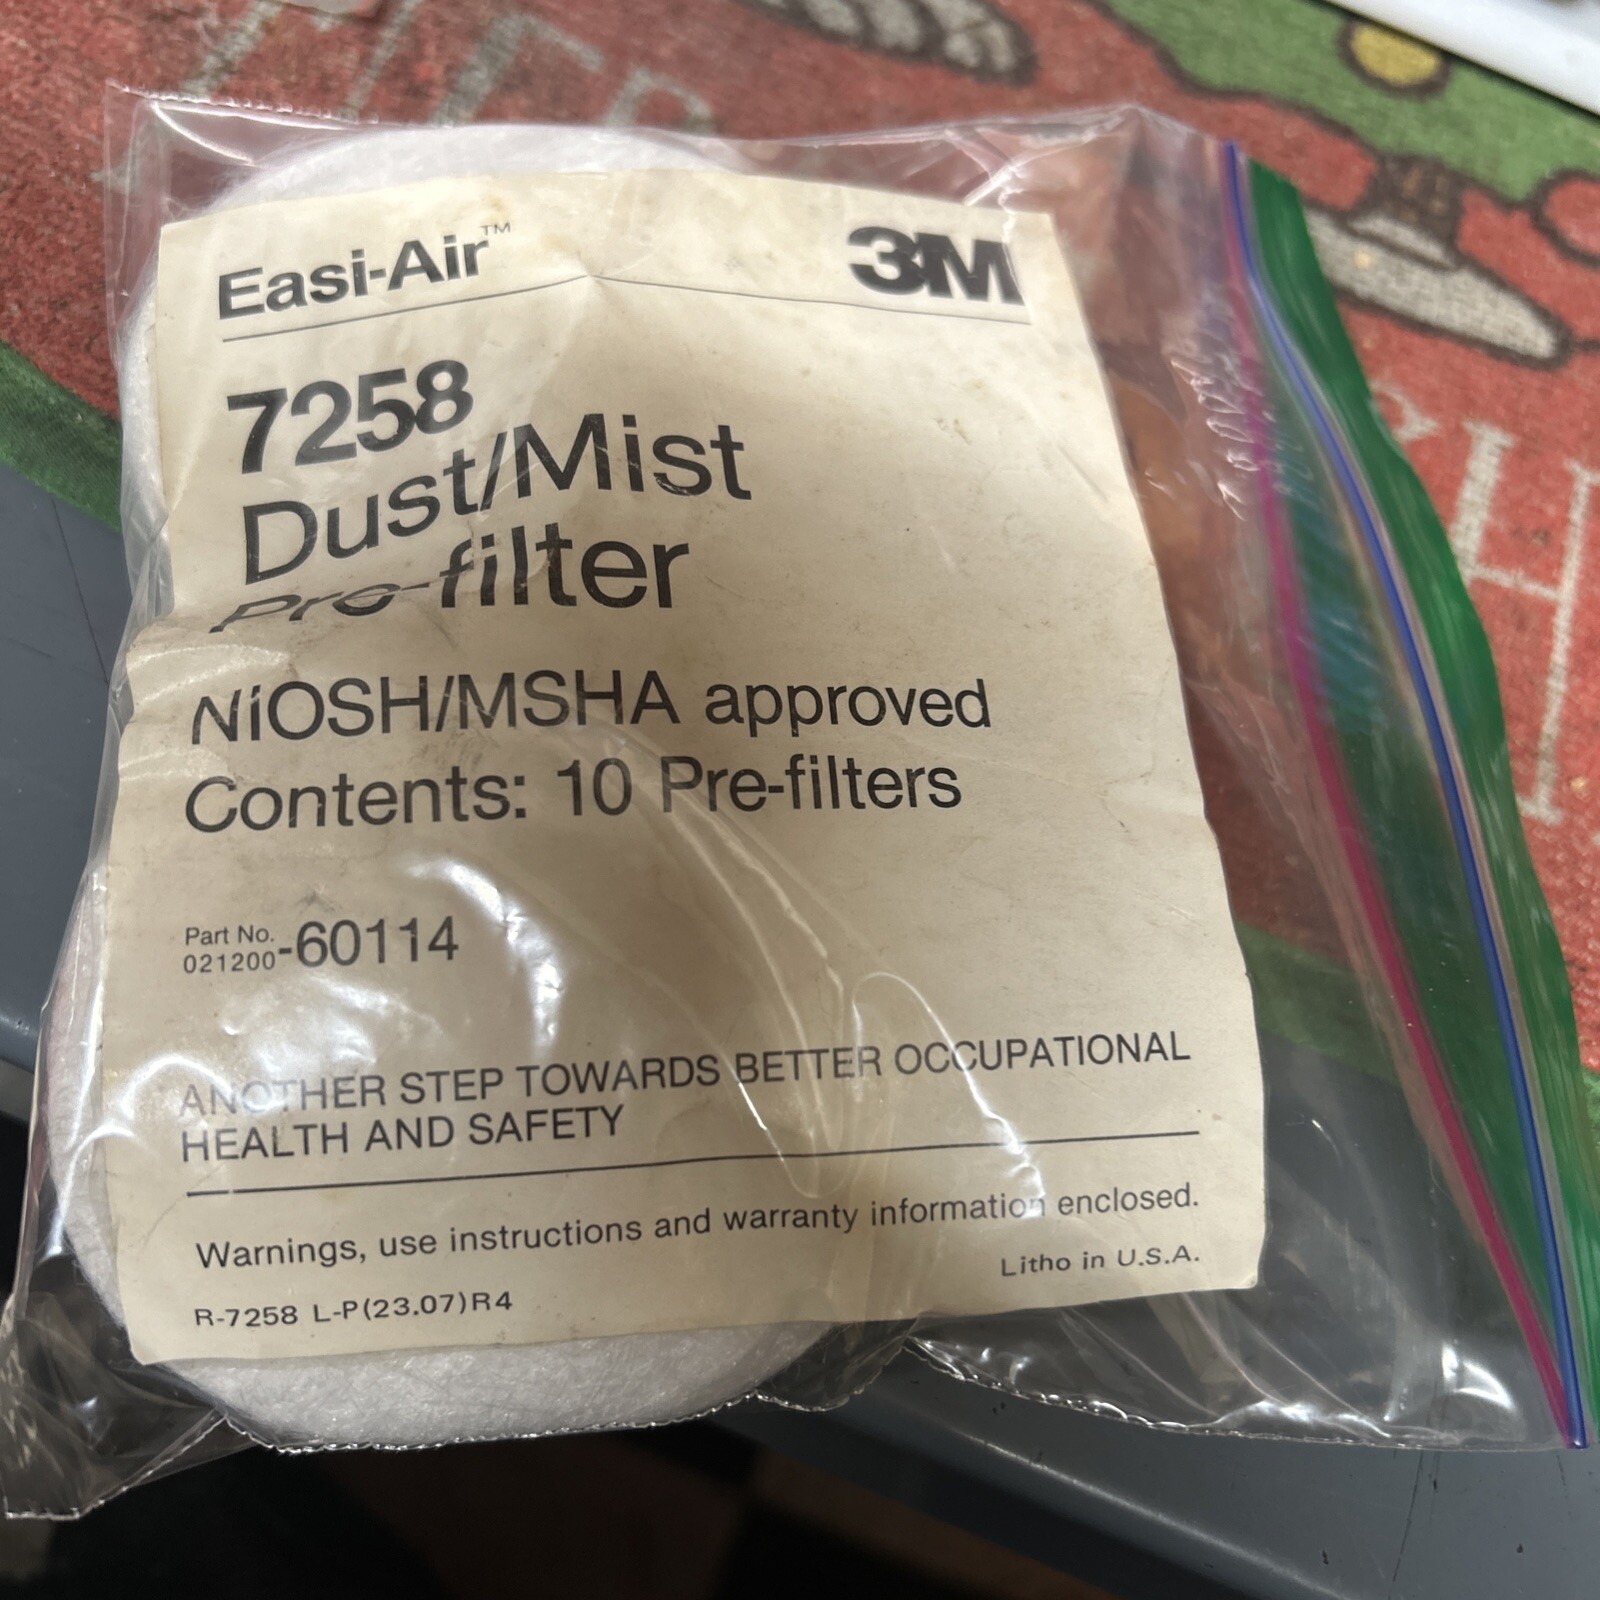 Easi-Air™
3M
7258
Dust/Mist
Pre-filter
NIOSH/MSHA approved
Contents: 10 Pre-filters
Part No.
021200-60114
ANOTHER STEP TOWARDS BETTER OCCUPATIONAL
HEALTH AND SAFETY
Warnings, use instructions and warranty information enclosed.
Litho in U.S.A.
R-7258 L-P(23.07)R4